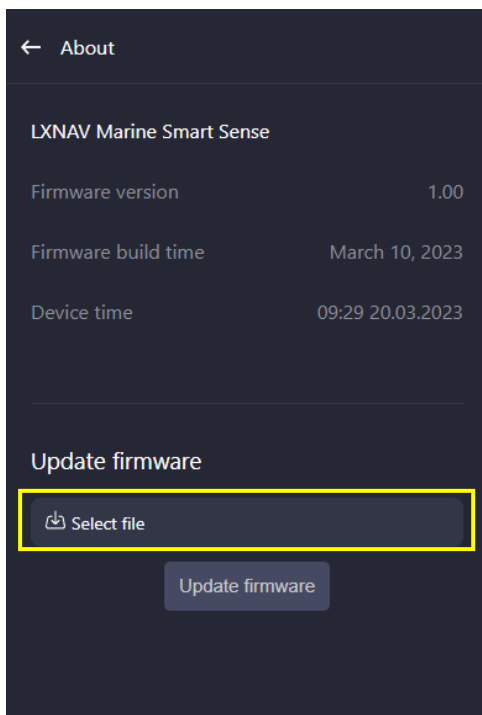 ← About
LXNAV Marine Smart Sense
Firmware version 1.00
Firmware build time March 10, 2023
Device time 09:29 20.03.2023
Update firmware
Select file
Update firmware